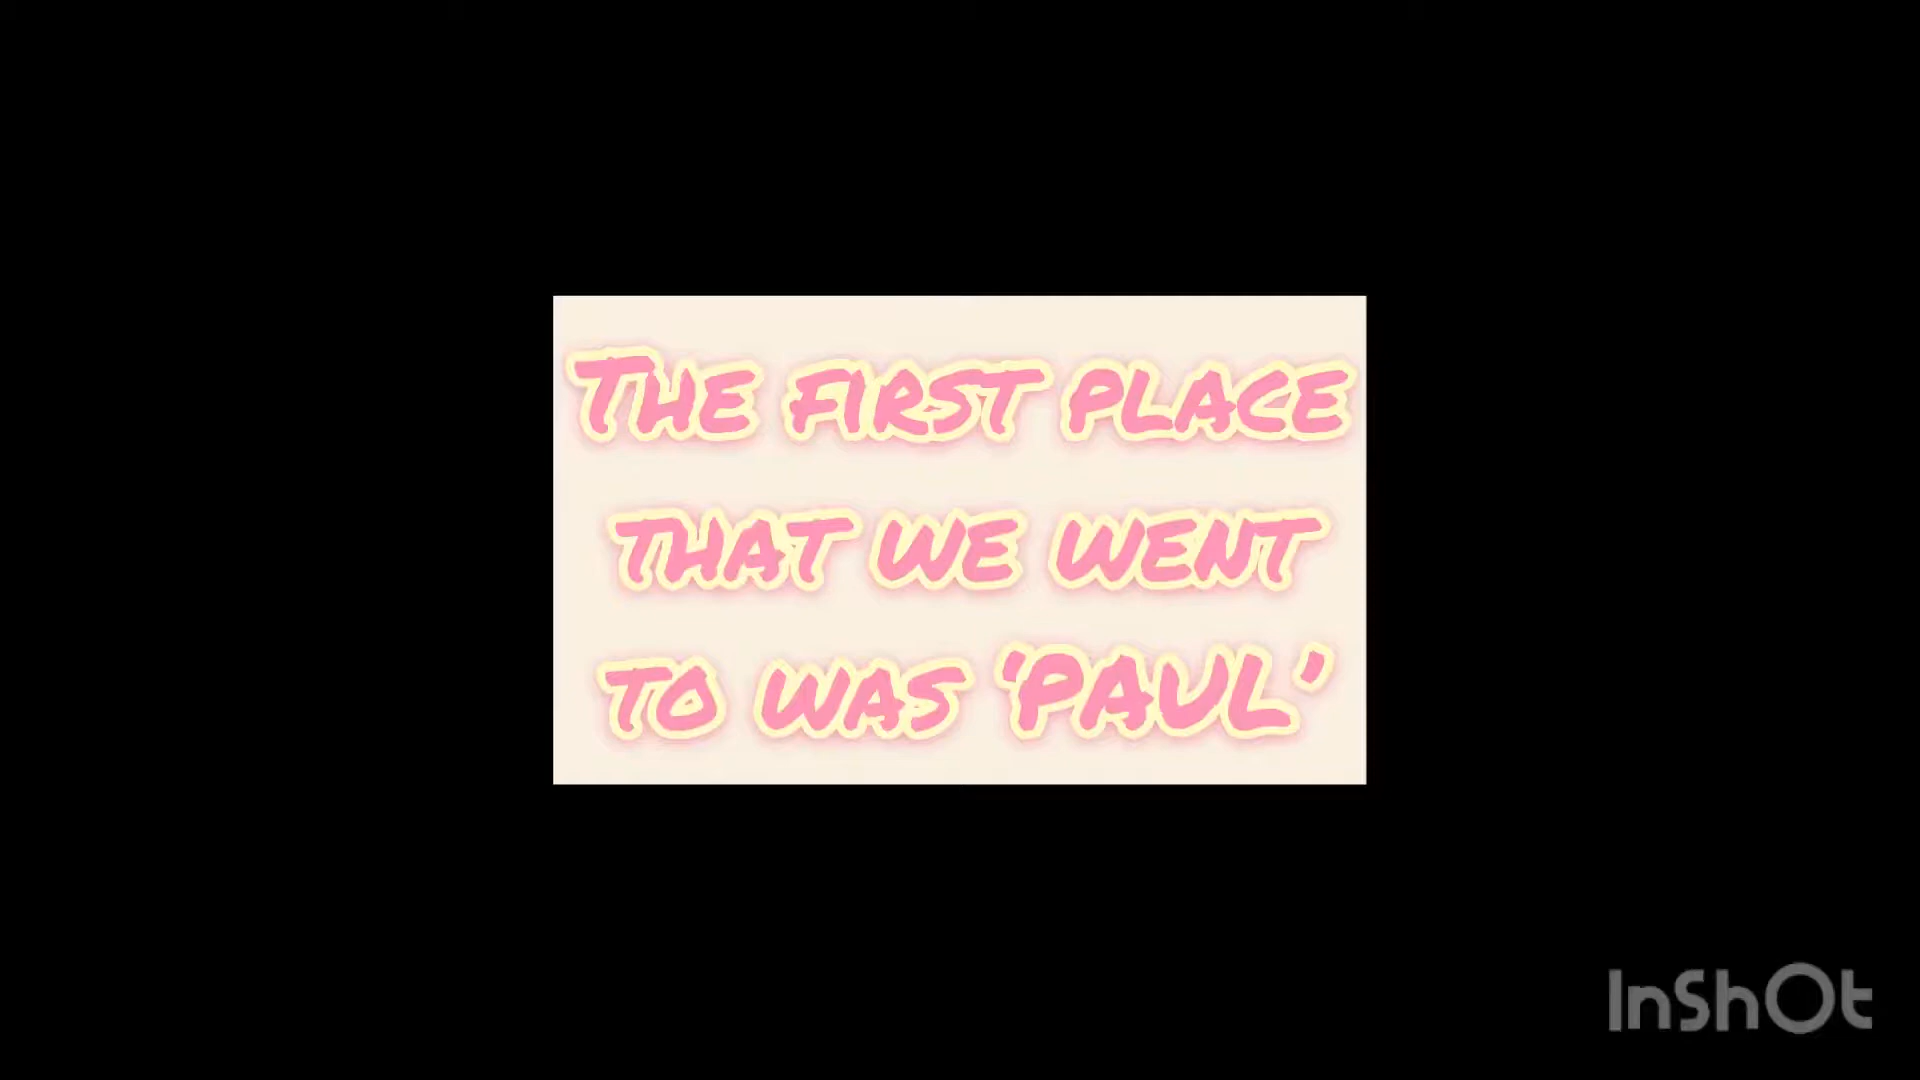 The first place
that we went
to was ‘PAUL’
InShOt